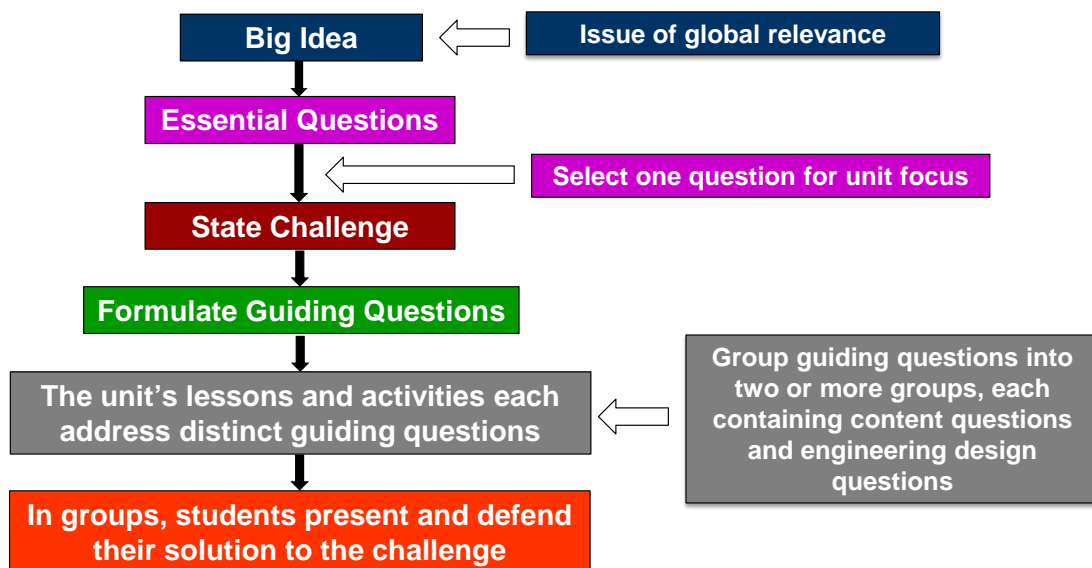 Big Idea
Issue of global relevance
Essential Questions
Select one question for unit focus
State Challenge
Formulate Guiding Questions
The unit's lessons and activities each
address distinct guiding questions
Group guiding questions into
two or more groups, each
containing content questions
and engineering design
questions
In groups, students present and defend
their solution to the challenge